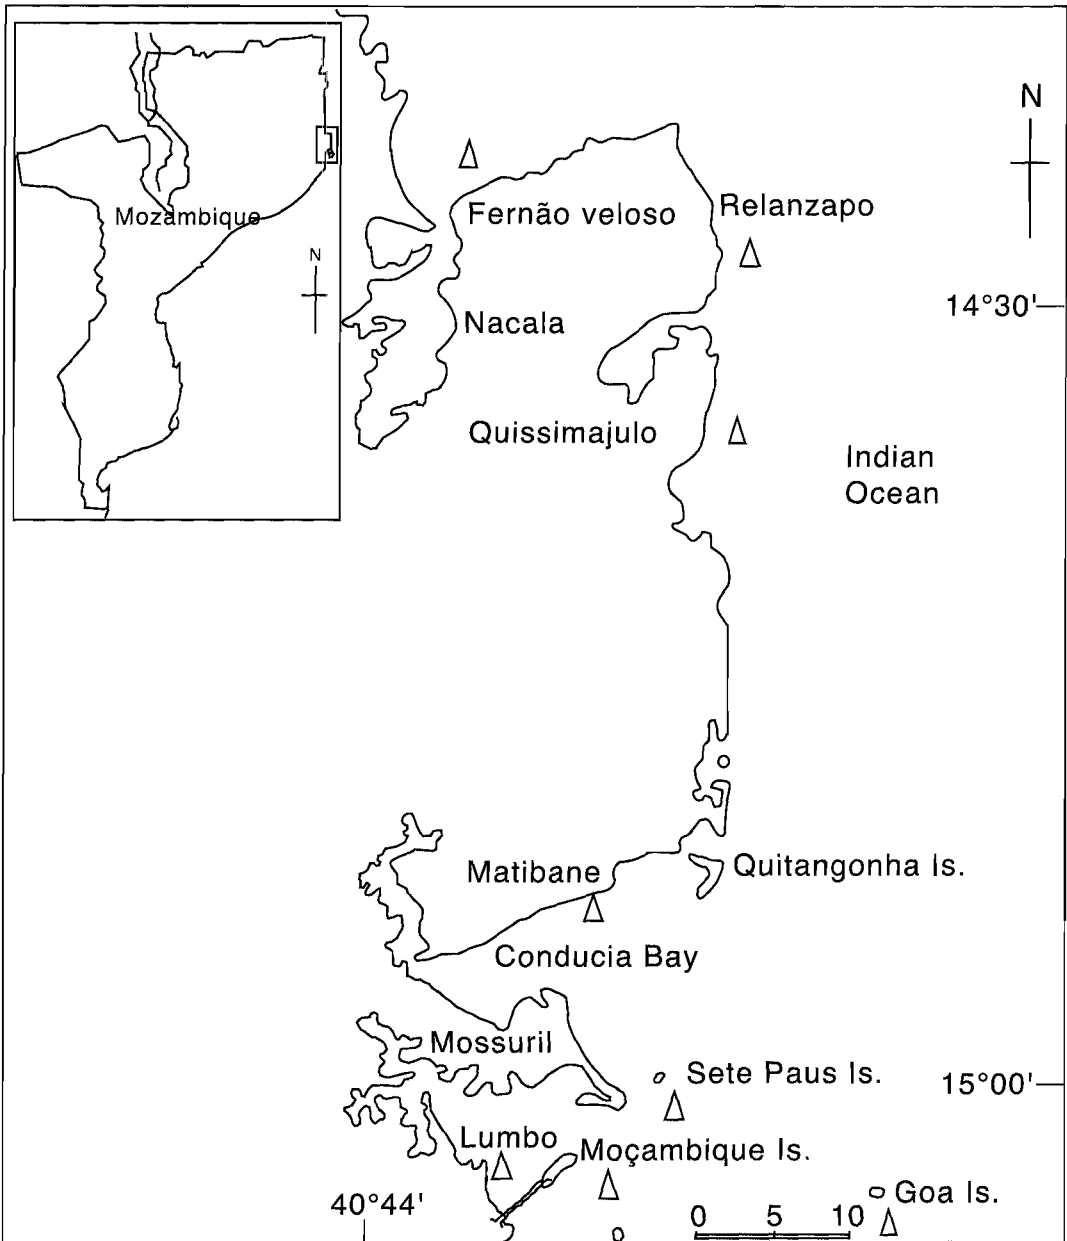 N
Fernão veloso
Relanzapo
Mozambique
N
14°30'
Nacala
Quissimajulo
Indian
Ocean
Matibane
Quitangonha Is.
Conducia Bay
Mossuril
Sete Paus Is.
15°00'
Lumbo
Moçambique Is.
Goa Is.
40°44'
0 5 10